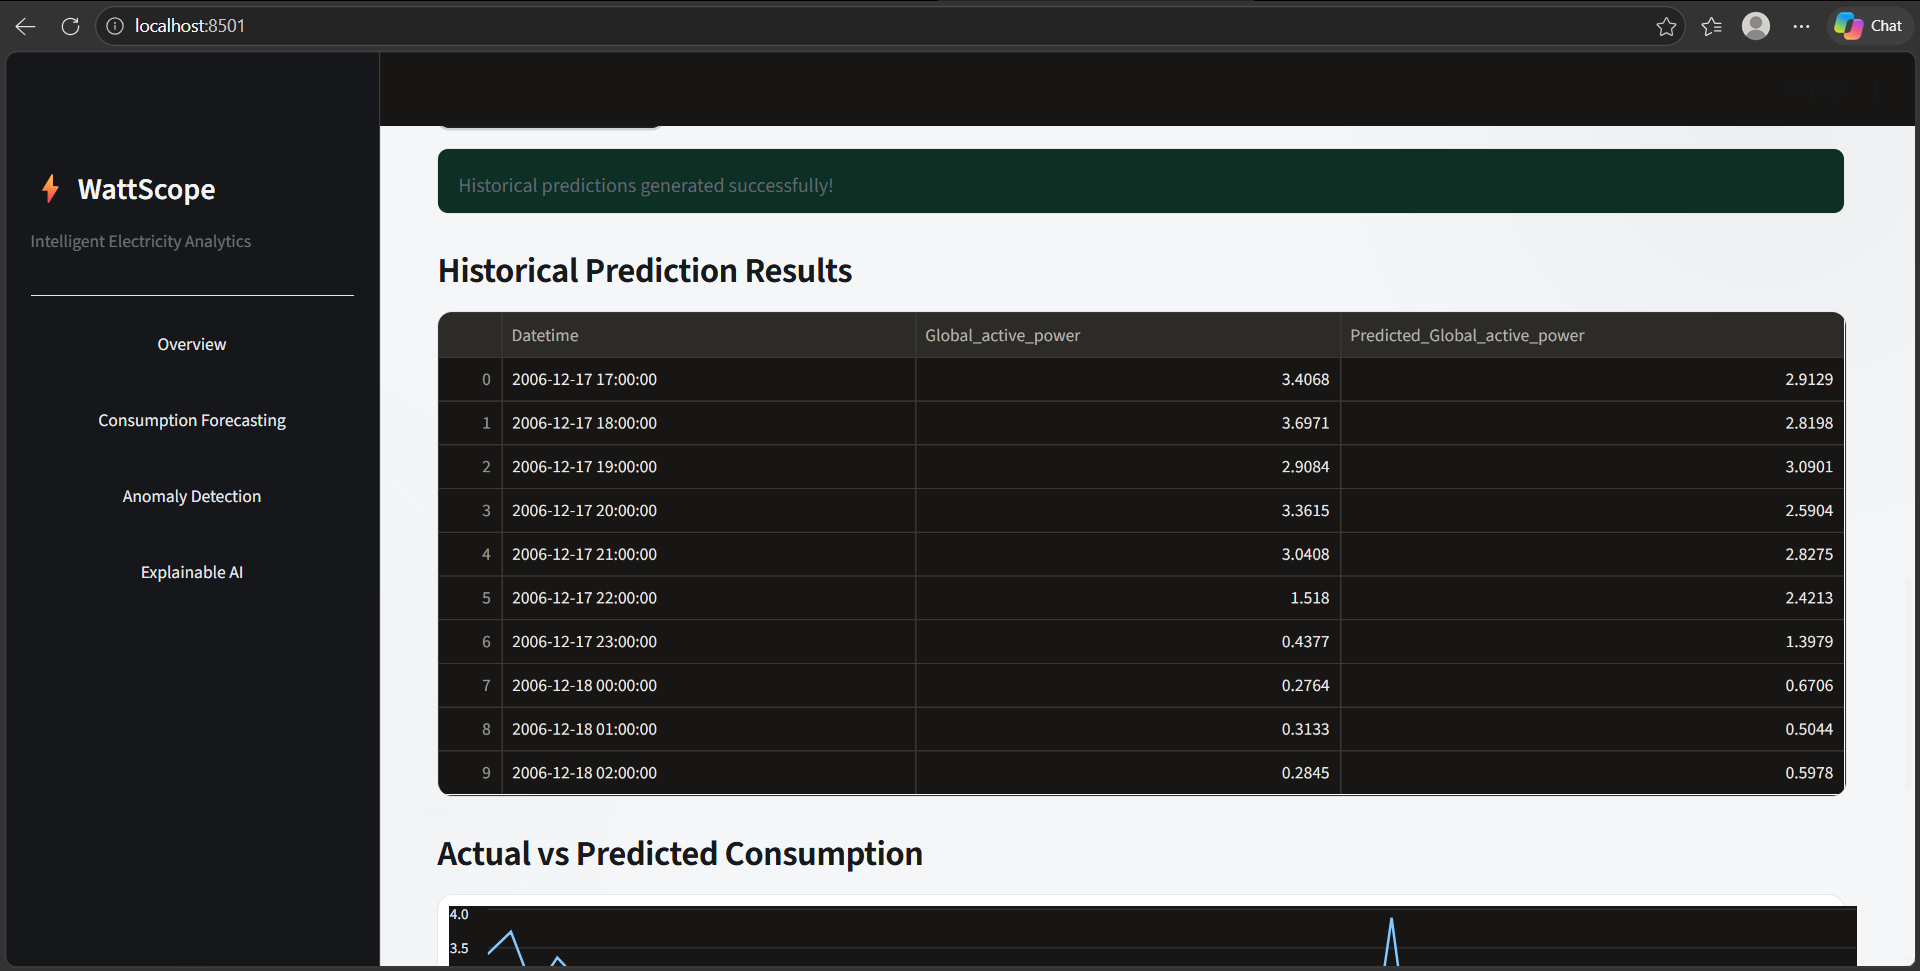 localhost:8501
Chat
WattScope
Intelligent Electricity Analytics
Overview
Consumption Forecasting
Anomaly Detection
Explainable AI
Historical predictions generated successfully!
Historical Prediction Results
Datetime Global_active_power Predicted_Global_active_power
0 2006-12-17 17:00:00 3.4068 2.9129
1 2006-12-17 18:00:00 3.6971 2.8198
2 2006-12-17 19:00:00 2.9084 3.0901
3 2006-12-17 20:00:00 3.3615 2.5904
4 2006-12-17 21:00:00 3.0408 2.8275
5 2006-12-17 22:00:00 1.518 2.4213
6 2006-12-17 23:00:00 0.4377 1.3979
7 2006-12-18 00:00:00 0.2764 0.6706
8 2006-12-18 01:00:00 0.3133 0.5044
9 2006-12-18 02:00:00 0.2845 0.5978
Actual vs Predicted Consumption
4.0
3.5